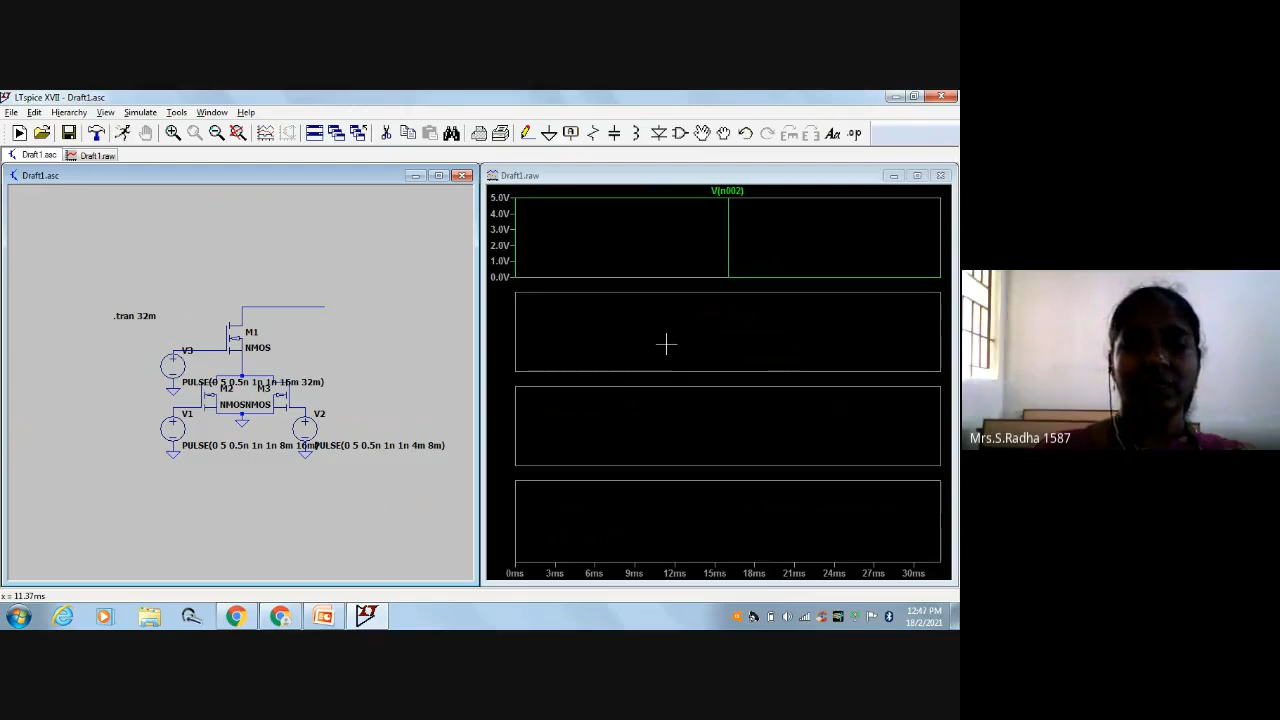 LTspice XVII - Draft1.asc
File Edit Hierarchy View Simulate Tools Window Help
Draft1.asc Draft1.raw
Draft1.asc
Draft1.raw
.tran 32m
M1
NMOS
V3
PULSE(0 5 0.5n 1n 1n 16m 32m)
M2 M3
NMOS NMOS
V1 V2
PULSE(0 5 0.5n 1n 1n 8m 16m)
PULSE(0 5 0.5n 1n 1n 4m 8m)
V(n002)
5.0V
4.0V
3.0V
2.0V
1.0V
0.0V
0ms 3ms 6ms 9ms 12ms 15ms 18ms 21ms 24ms 27ms 30ms
x = 11.37ms
12:47 PM
18/2/2021
Mrs.S.Radha 1587